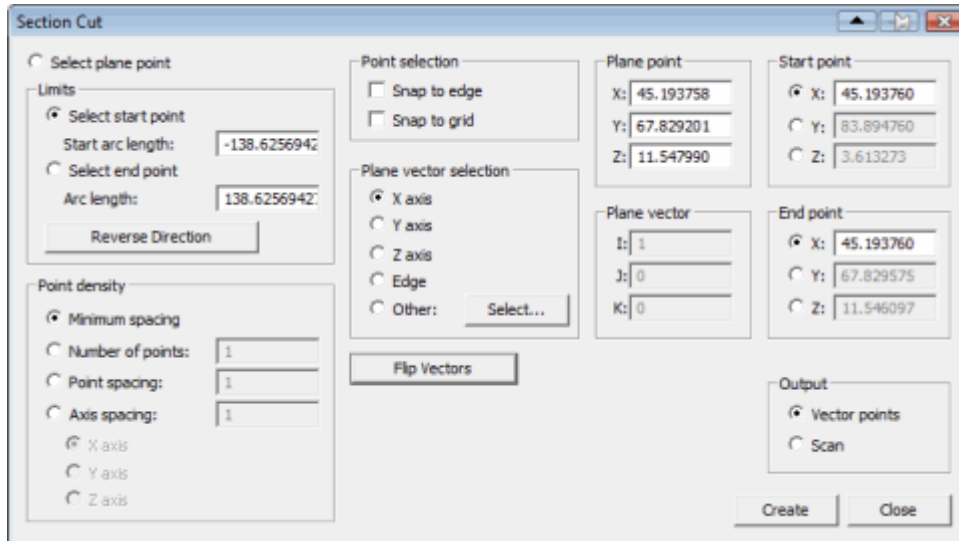 Section Cut
Select plane point
Limits
Select start point
Start arc length: -138.6256942
Select end point
Arc length: 138.6256942
Reverse Direction
Point density
Minimum spacing
Number of points: 1
Point spacing: 1
Axis spacing: 1
X axis
Y axis
Z axis
Point selection
Snap to edge
Snap to grid
Plane vector selection
X axis
Y axis
Z axis
Edge
Other: Select...
Flip Vectors
Plane point
X: 45.193758
Y: 67.829201
Z: 11.547990
Plane vector
I: 1
J: 0
K: 0
Start point
X: 45.193760
Y: 83.894760
Z: 3.613273
End point
X: 45.193760
Y: 67.829575
Z: 11.546097
Output
Vector points
Scan
Create Close